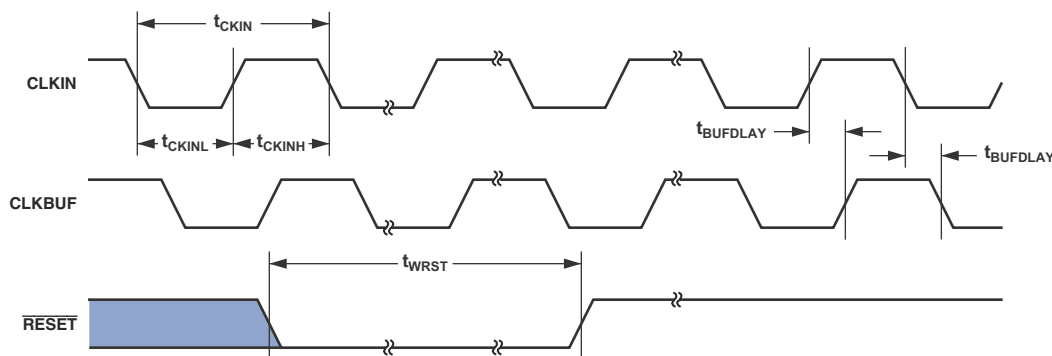 tCKIN
CLKIN
tCKINL
tCKINH
tBUFDLAY
tBUFDLAY
CLKBUF
tWRST
RESET